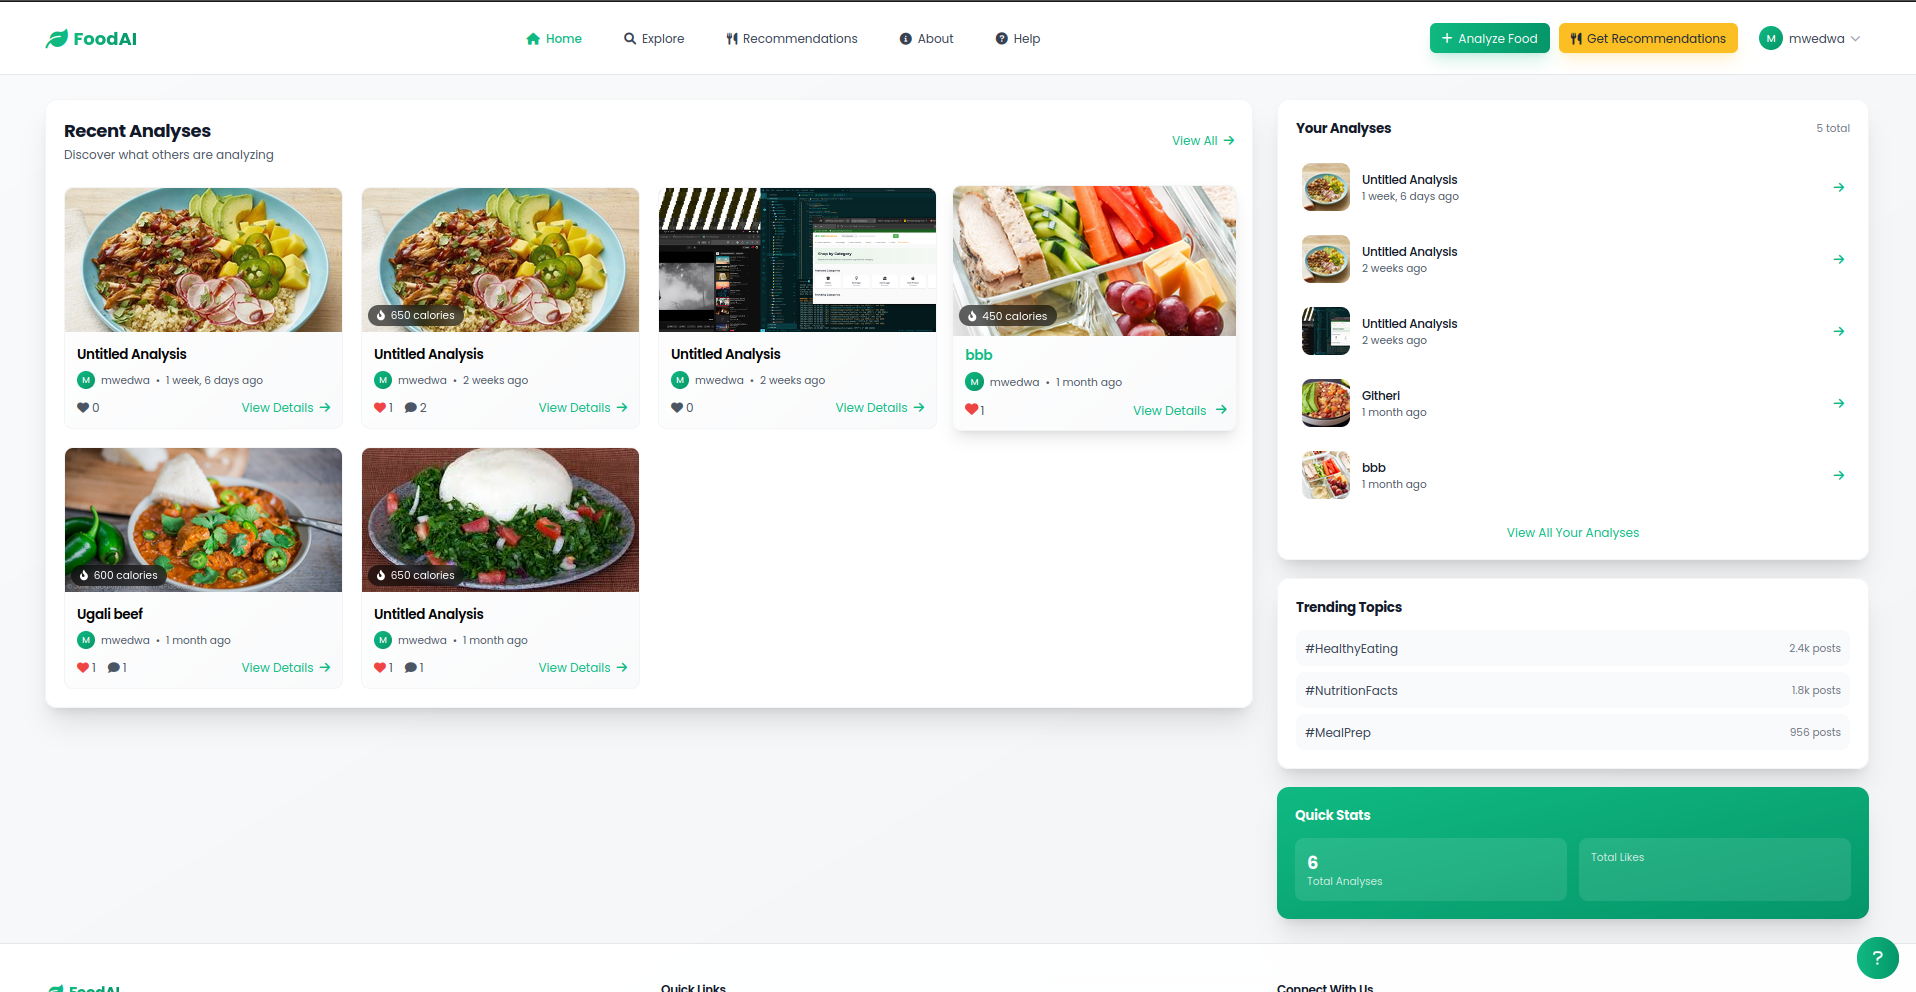 FoodAI
Home
Explore
Recommendations
About
Help
+ Analyze Food
Get Recommendations
M
mwedwa
Recent Analyses
Discover what others are analyzing
View All →
650 calories
Shop by Category
450 calories
Untitled Analysis
M mwedwa • 1 week, 6 days ago
0
View Details →
Untitled Analysis
M mwedwa • 2 weeks ago
1 2
View Details →
Untitled Analysis
M mwedwa • 2 weeks ago
0
View Details →
bbb
M mwedwa • 1 month ago
1
View Details →
600 calories
Ugali beef
M mwedwa • 1 month ago
1 1
View Details →
650 calories
Untitled Analysis
M mwedwa • 1 month ago
1 1
View Details →
Your Analyses
5 total
Untitled Analysis
1 week, 6 days ago
→
Untitled Analysis
2 weeks ago
→
Untitled Analysis
2 weeks ago
→
Githeri
1 month ago
→
bbb
1 month ago
→
View All Your Analyses
Trending Topics
#HealthyEating
2.4k posts
#NutritionFacts
1.8k posts
#MealPrep
956 posts
Quick Stats
6
Total Analyses
Total Likes
?
FoodAI
Quick Links
Connect With Us